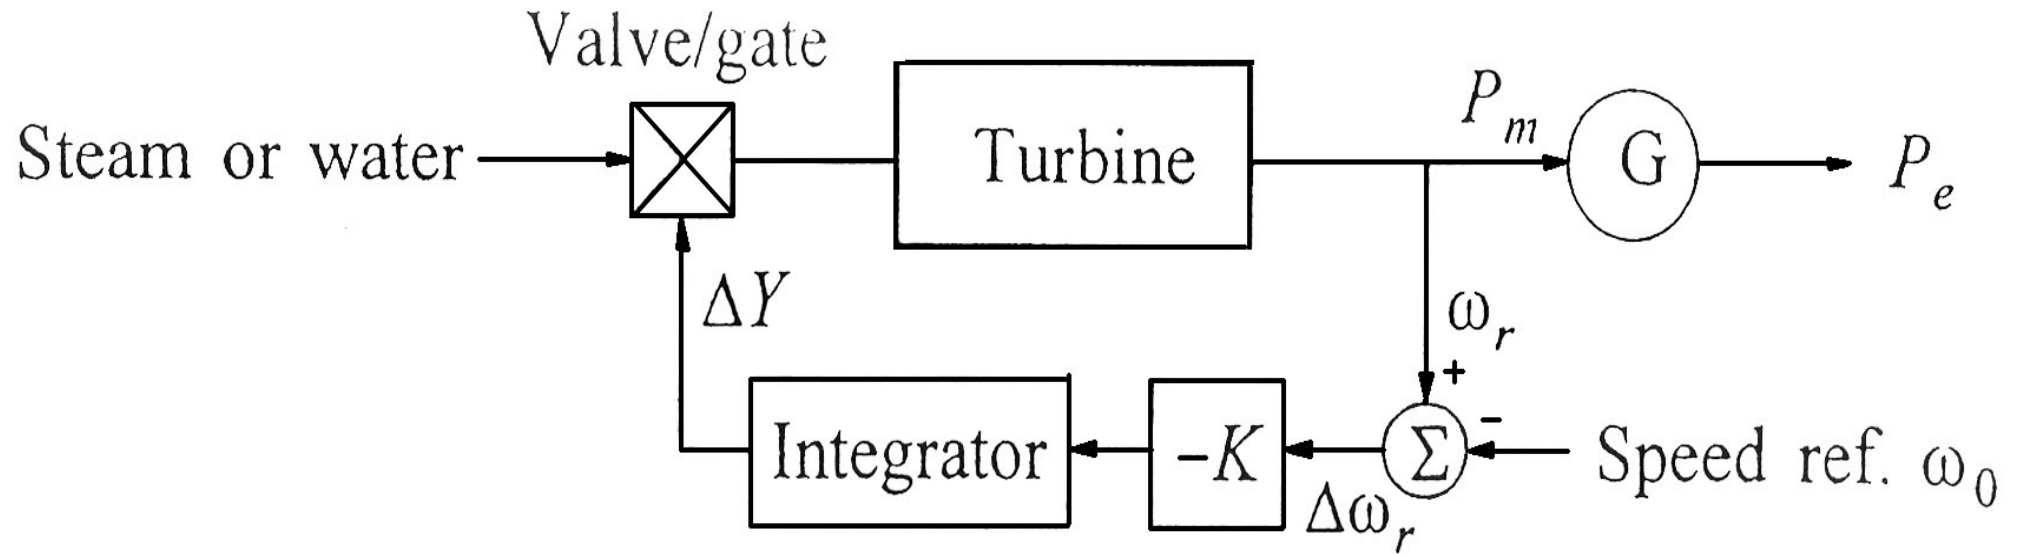 Valve/gate
Steam or water
Turbine
P_m
G
P_e
ΔY
ω_r
+
-
Integrator
-K
Σ
Speed ref. ω_0
Δω_r